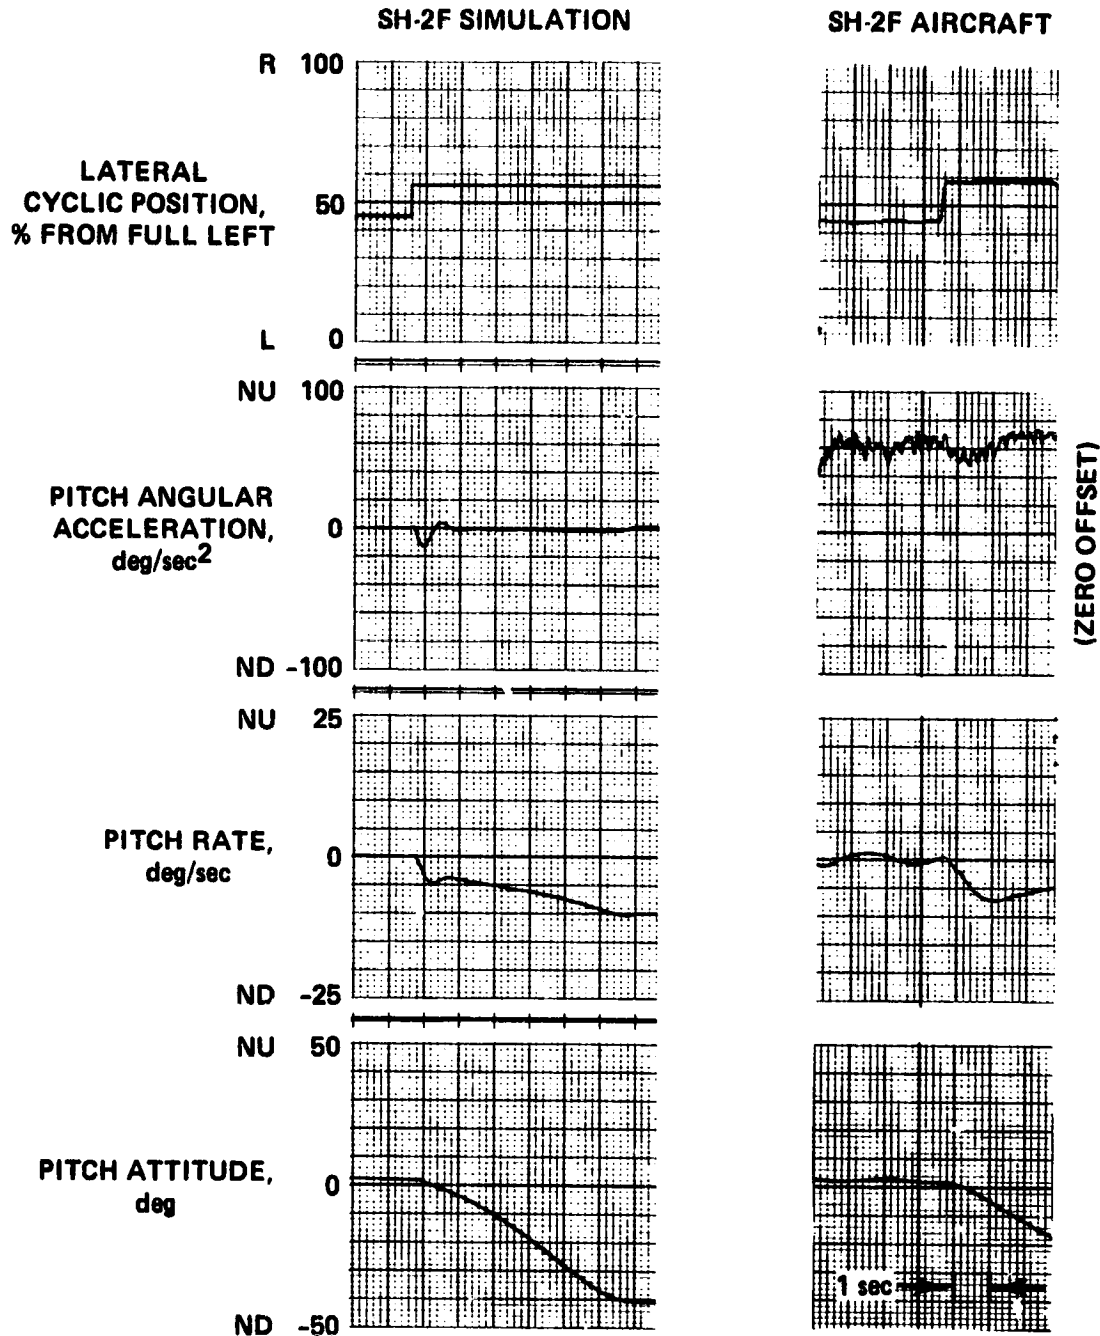 SH-2F SIMULATION
SH-2F AIRCRAFT
R 100
LATERAL
CYCLIC POSITION,
% FROM FULL LEFT
50
L 0
NU 100
PITCH ANGULAR
ACCELERATION,
deg/sec2
0
ND -100
(ZERO OFFSET)
NU 25
PITCH RATE,
deg/sec
0
ND -25
NU 50
PITCH ATTITUDE,
deg
0
ND -50
1 sec